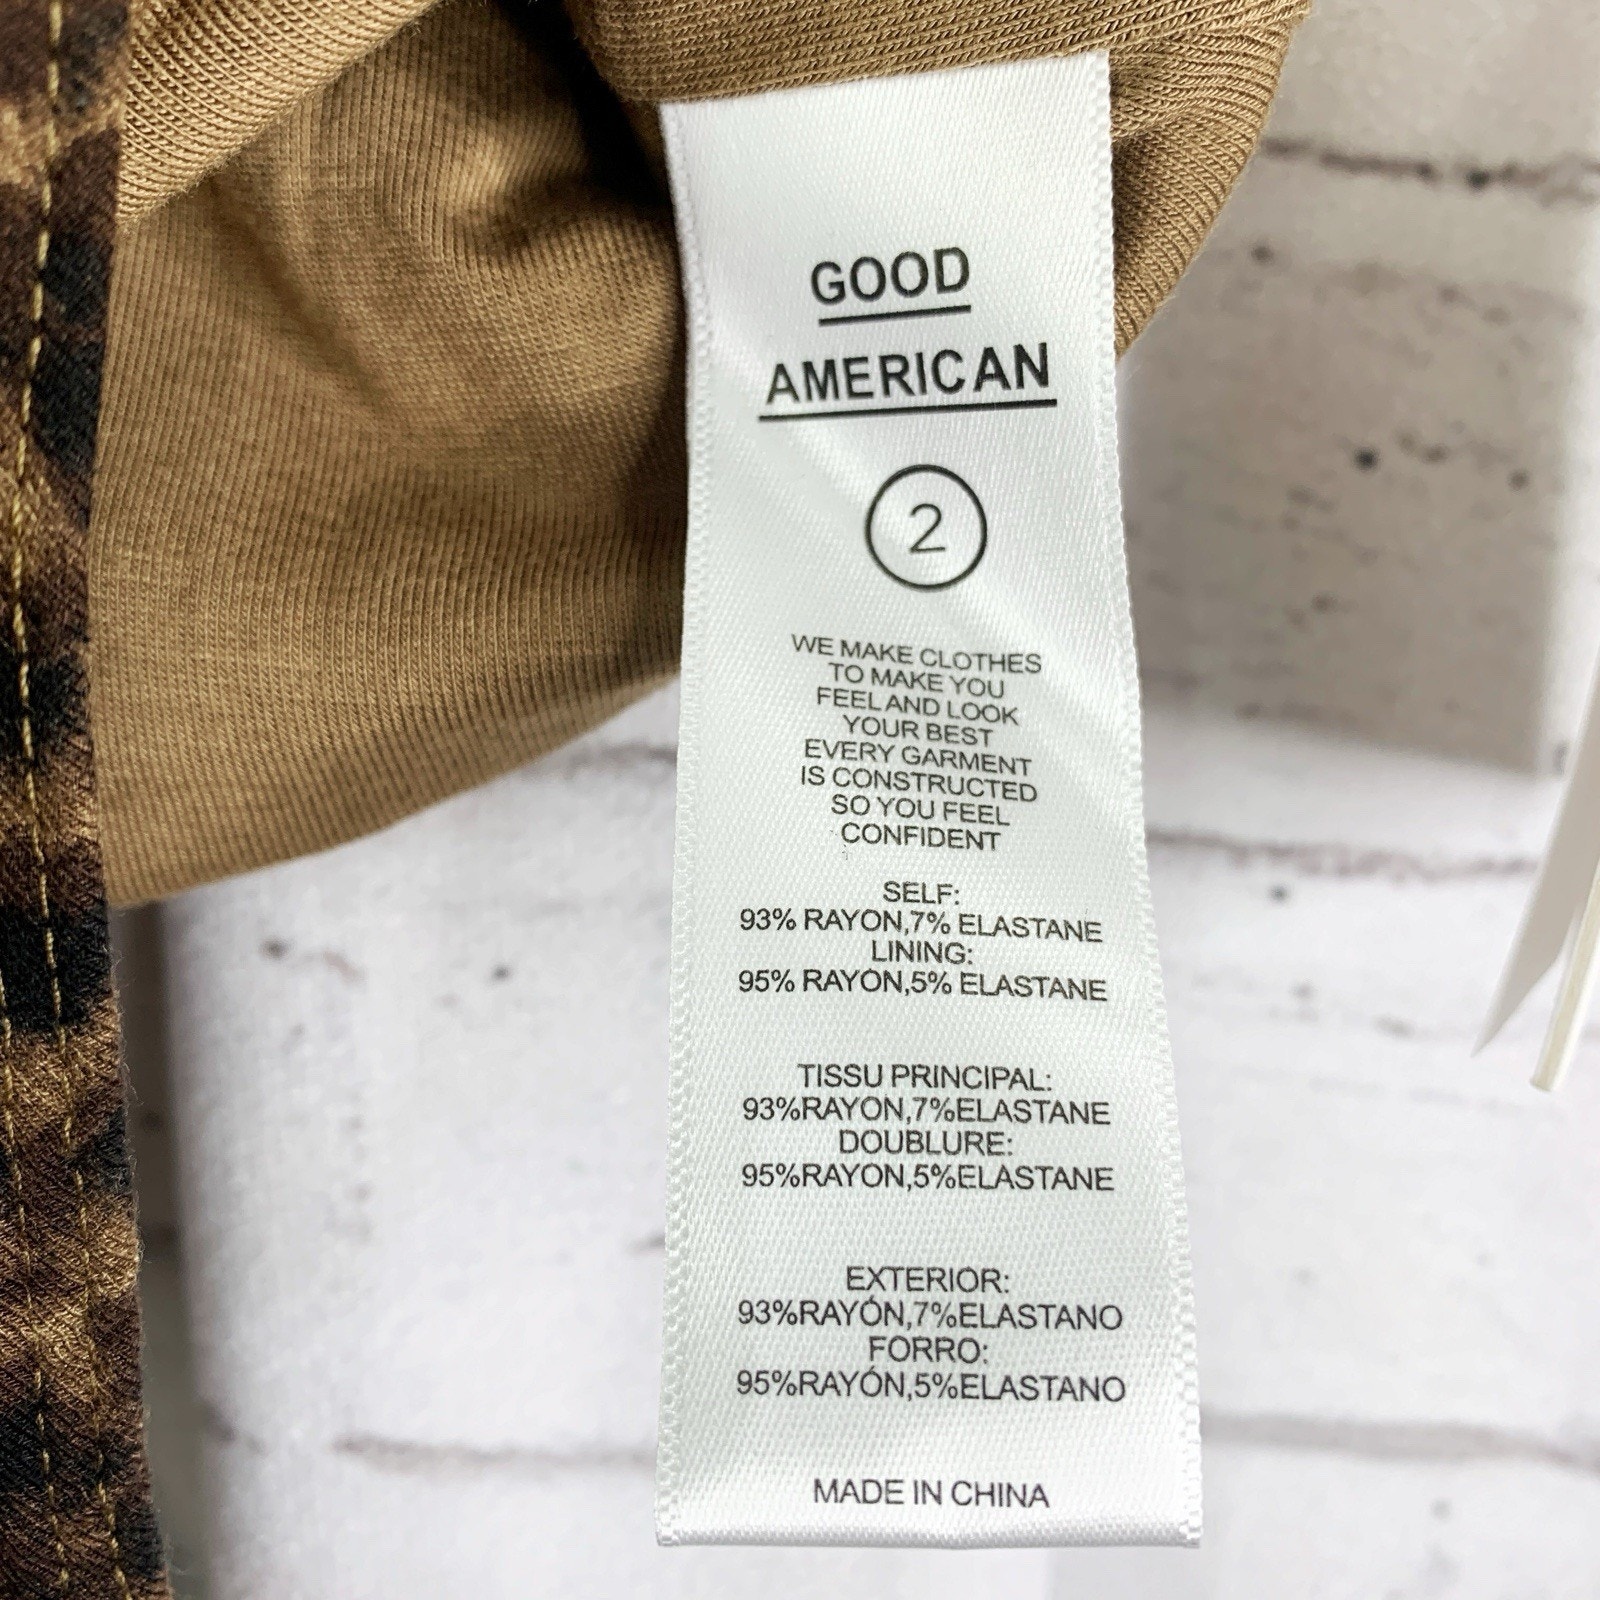 GOOD
AMERICAN
2
WE MAKE CLOTHES
TO MAKE YOU
FEEL AND LOOK
YOUR BEST
EVERY GARMENT
IS CONSTRUCTED
SO YOU FEEL
CONFIDENT
SELF:
93% RAYON,7% ELASTANE
LINING:
95% RAYON,5% ELASTANE
TISSU PRINCIPAL:
93%RAYON,7%ELASTANE
DOUBLURE:
95%RAYON,5%ELASTANE
EXTERIOR:
93%RAYÓN,7%ELASTANO
FORRO:
95%RAYÓN,5%ELASTANO
MADE IN CHINA